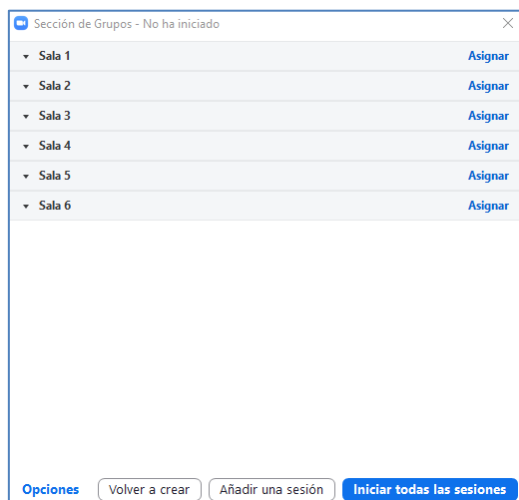 Sección de Grupos - No ha iniciado
Sala 1 Asignar
Sala 2 Asignar
Sala 3 Asignar
Sala 4 Asignar
Sala 5 Asignar
Sala 6 Asignar
Opciones Volver a crear Añadir una sesión Iniciar todas las sesiones